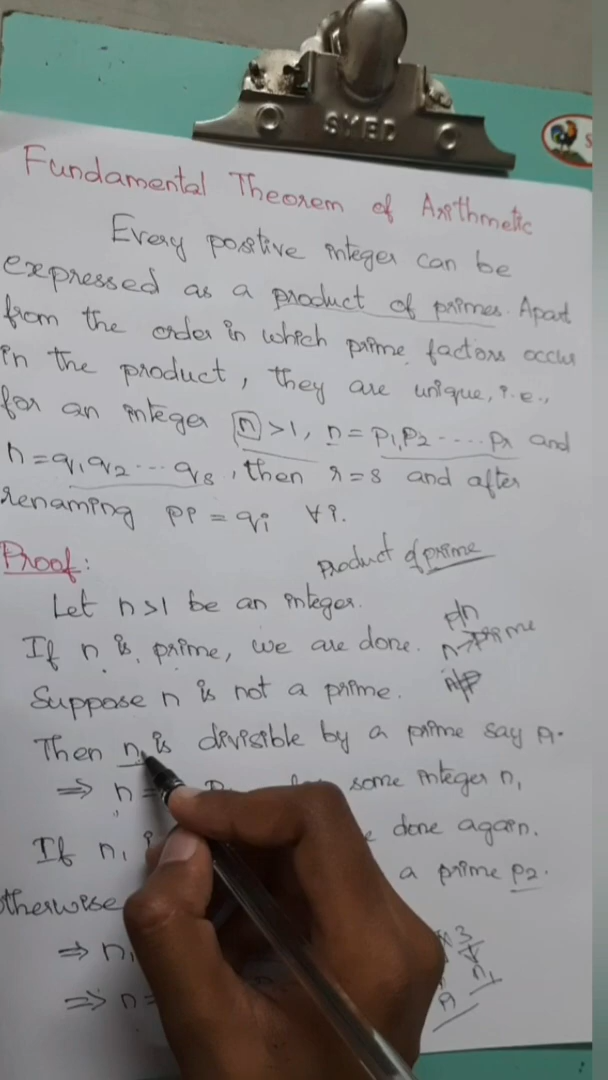 SMED
S
Fundamental Theorem of Arithmetic
Every positive integer can be
expressed as a product of primes. Apart
from the order in which prime factors occur
in the product, they are unique, i.e.,
for an integer n >1, n = p1, p2 ..... pr and
n = q1 q2 ... qs, then r = s and after
renaming pi = qi ∀ i.
Proof:
product of prime
Let n>1 be an integer.
If n is prime, we are done.
n → prime
Suppose n is not a prime.
Then n is divisible by a prime say p1.
⇒ n = some integer n1
If n1 done again.
otherwise a prime p2.
⇒ n1
⇒ n =